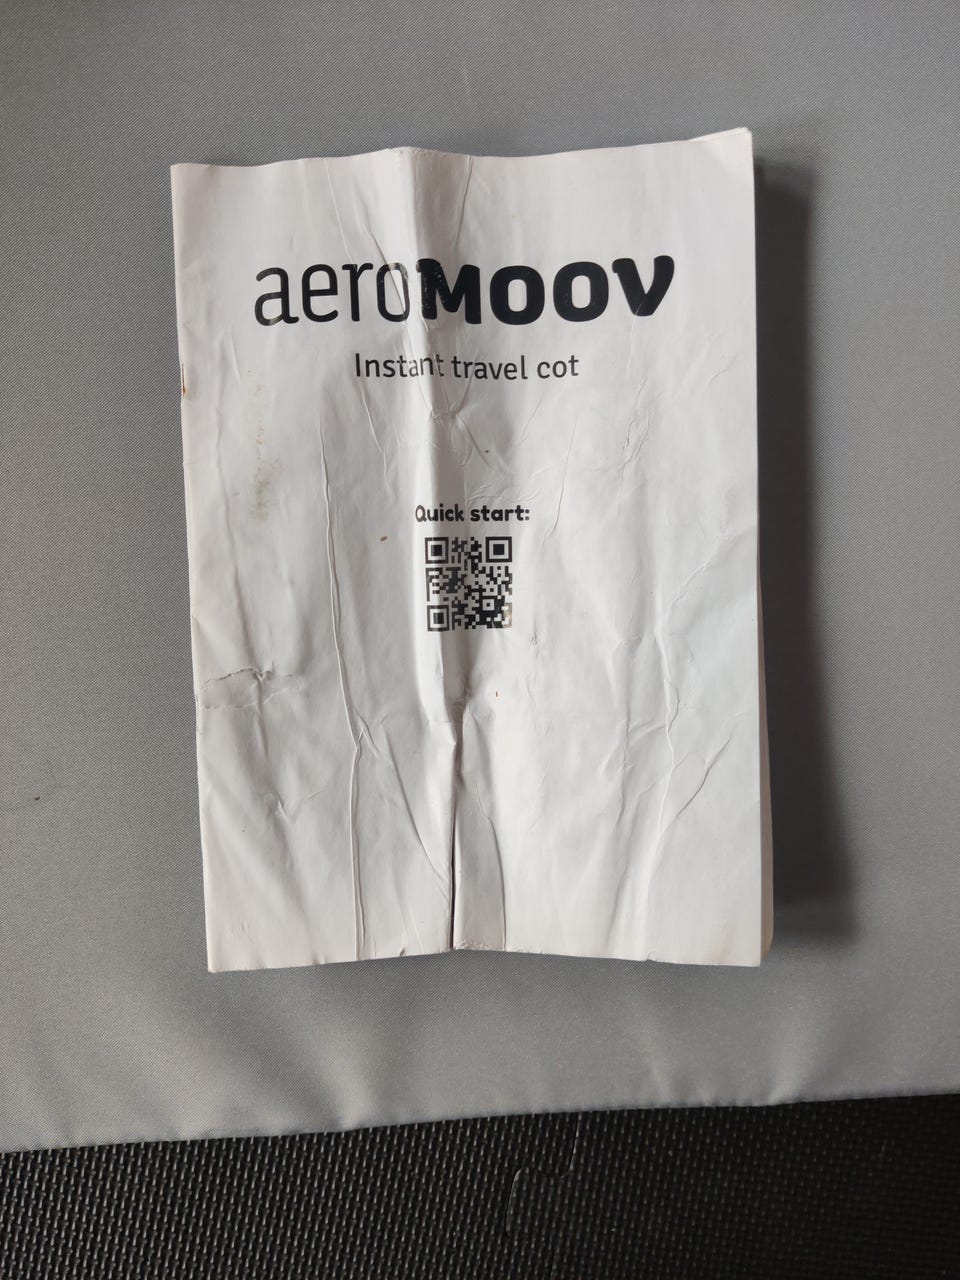 aeroMOOV
Instant travel cot
Quick start: